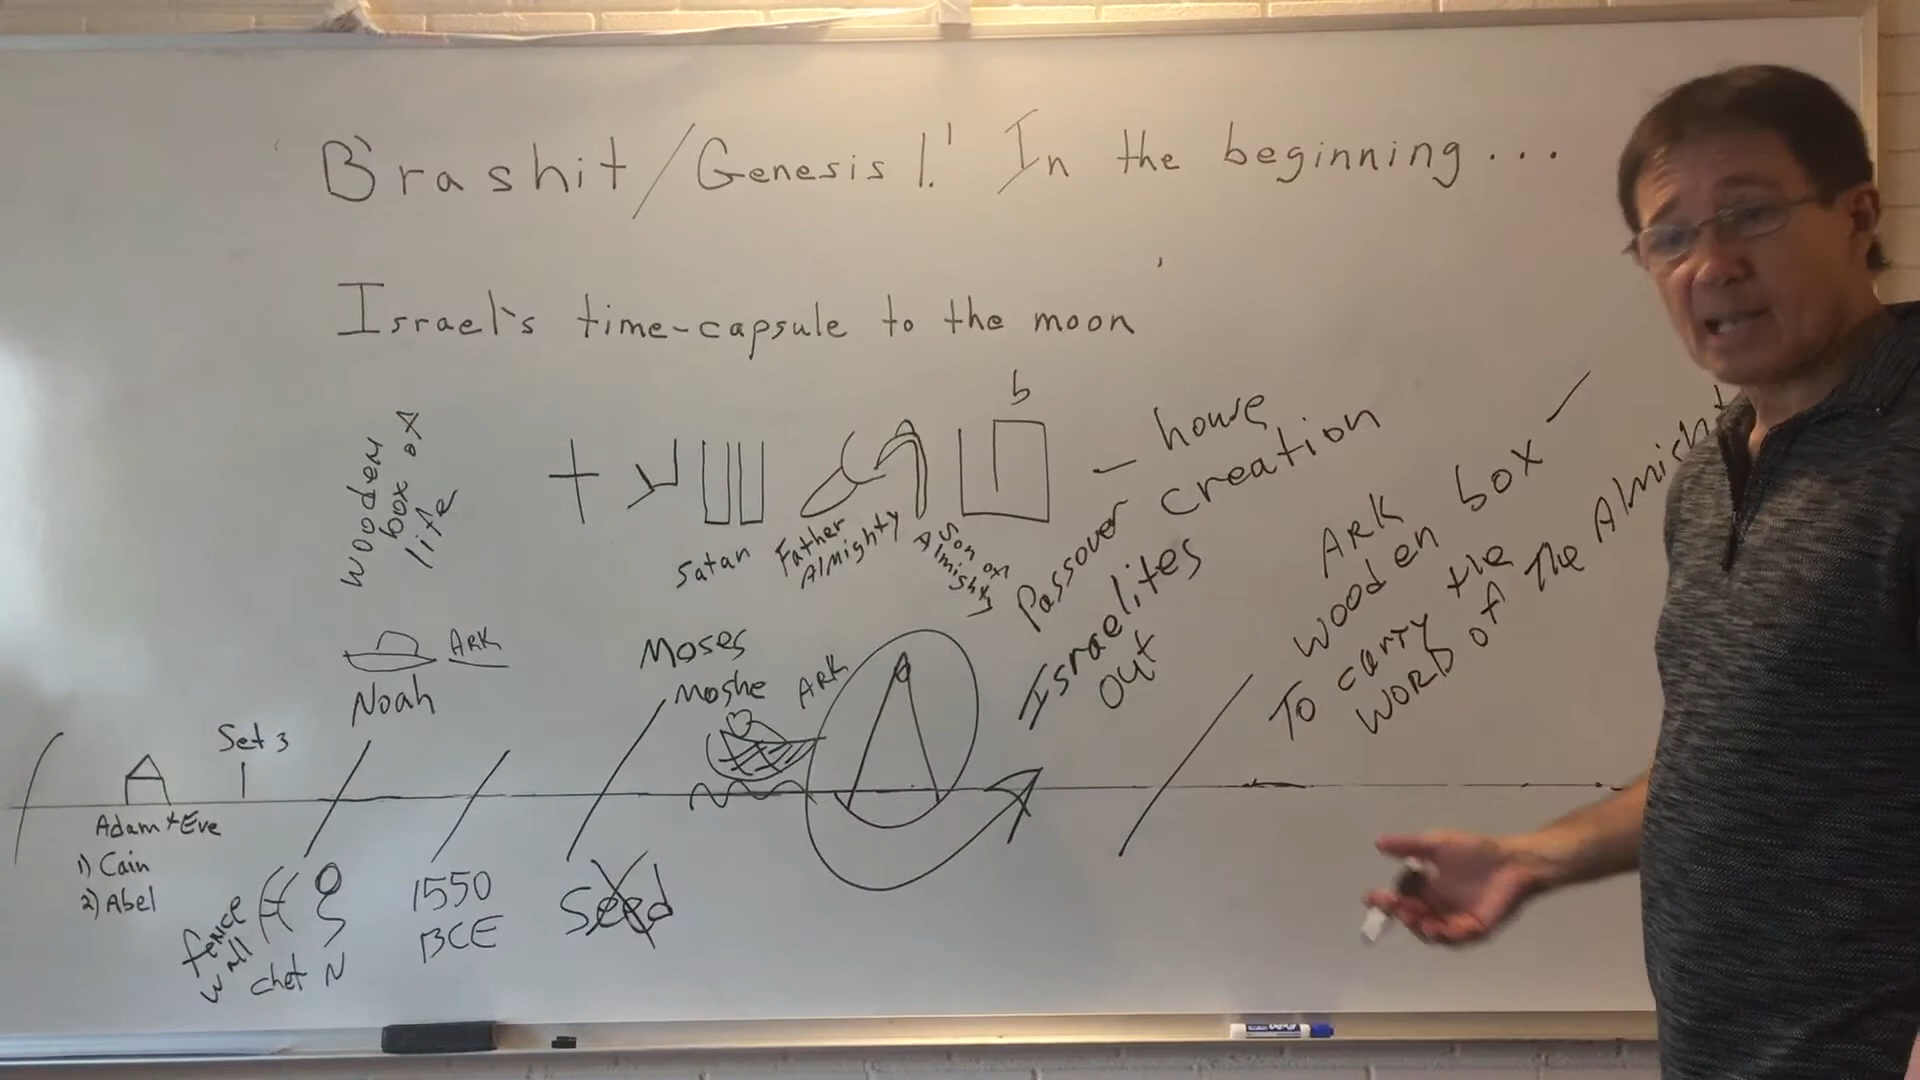 B'rashit/Genesis 1:1 In the beginning...
Israel's time-capsule to the moon
b
wooden
box of
life
Satan
Father
Almighty
Son of
Almighty
— house
creation
Passover
Israelites
out
ARK
wooden box —
To carry the
WORD of The Almight
ARK
Noah
Moses
Moshe
ARK
Set 3
Adam + Eve
1) Cain
2) Abel
fence
wall
chet N
1550
BCE
Seed